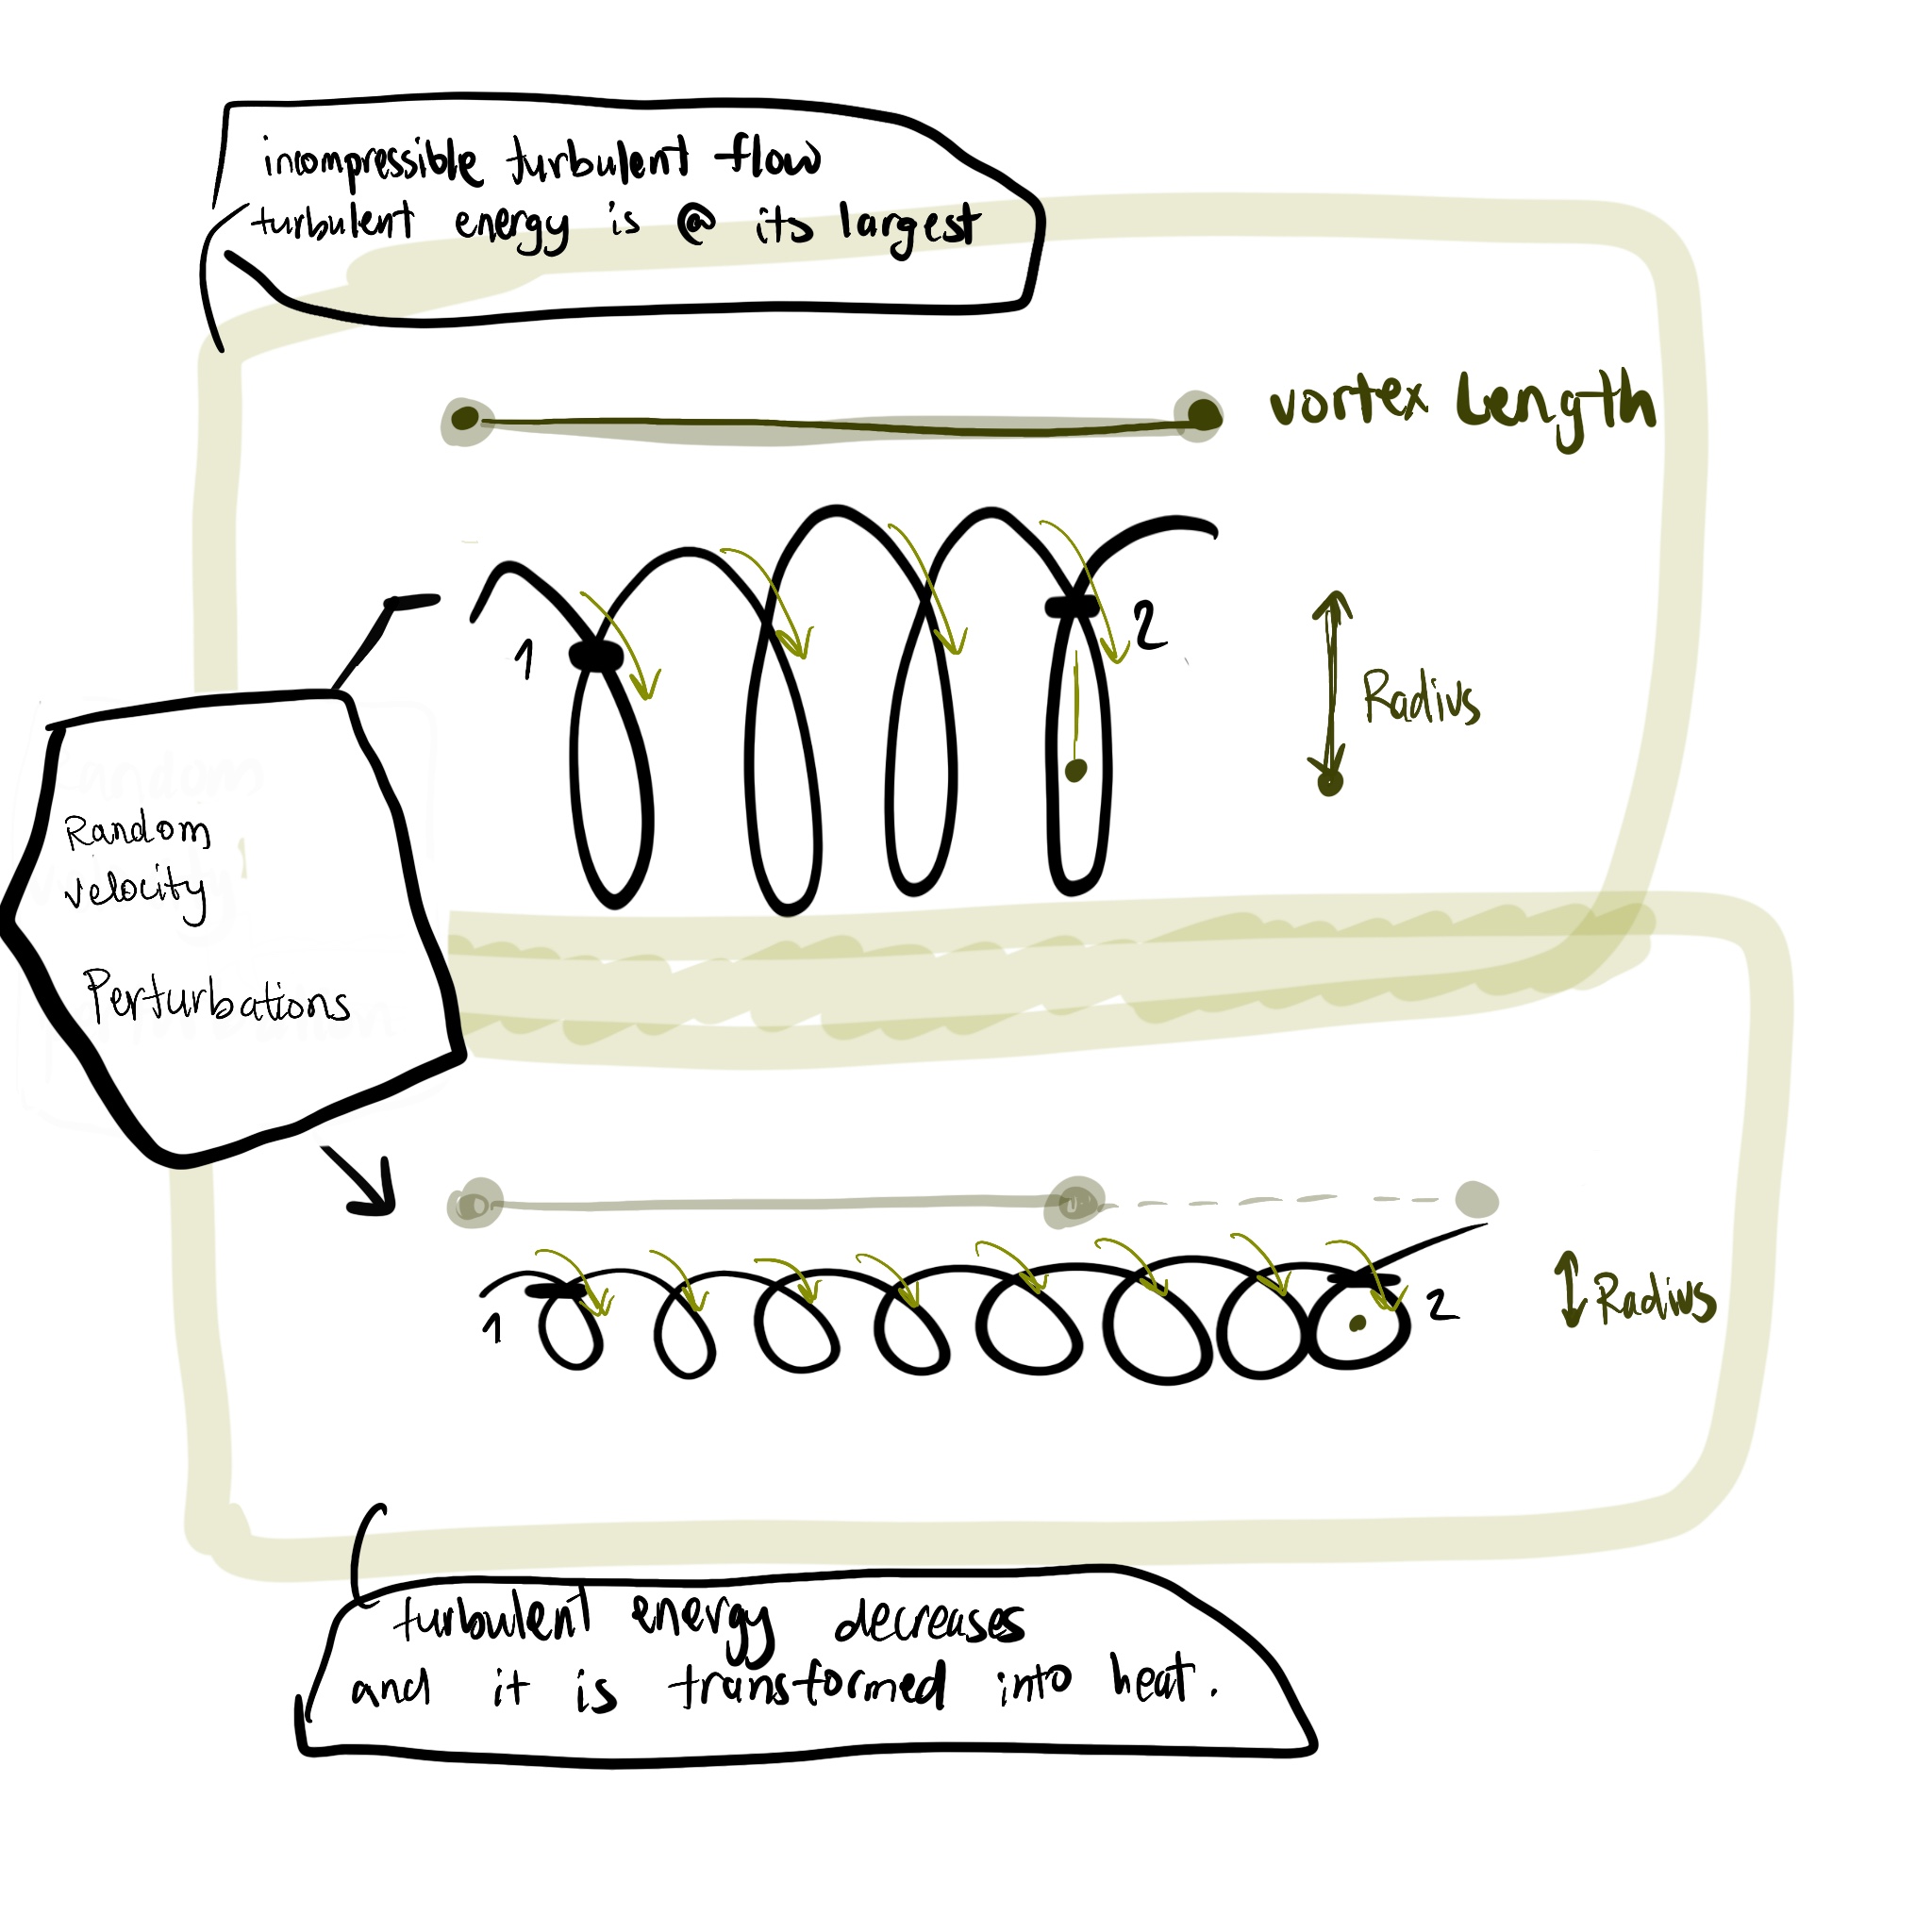 incompressible turbulent flow
turbulent energy is @ its largest
vortex Length
1
2
Radius
Random
velocity
Perturbations
1
2
Radius
turbulent energy decreases
and it is transformed into heat.